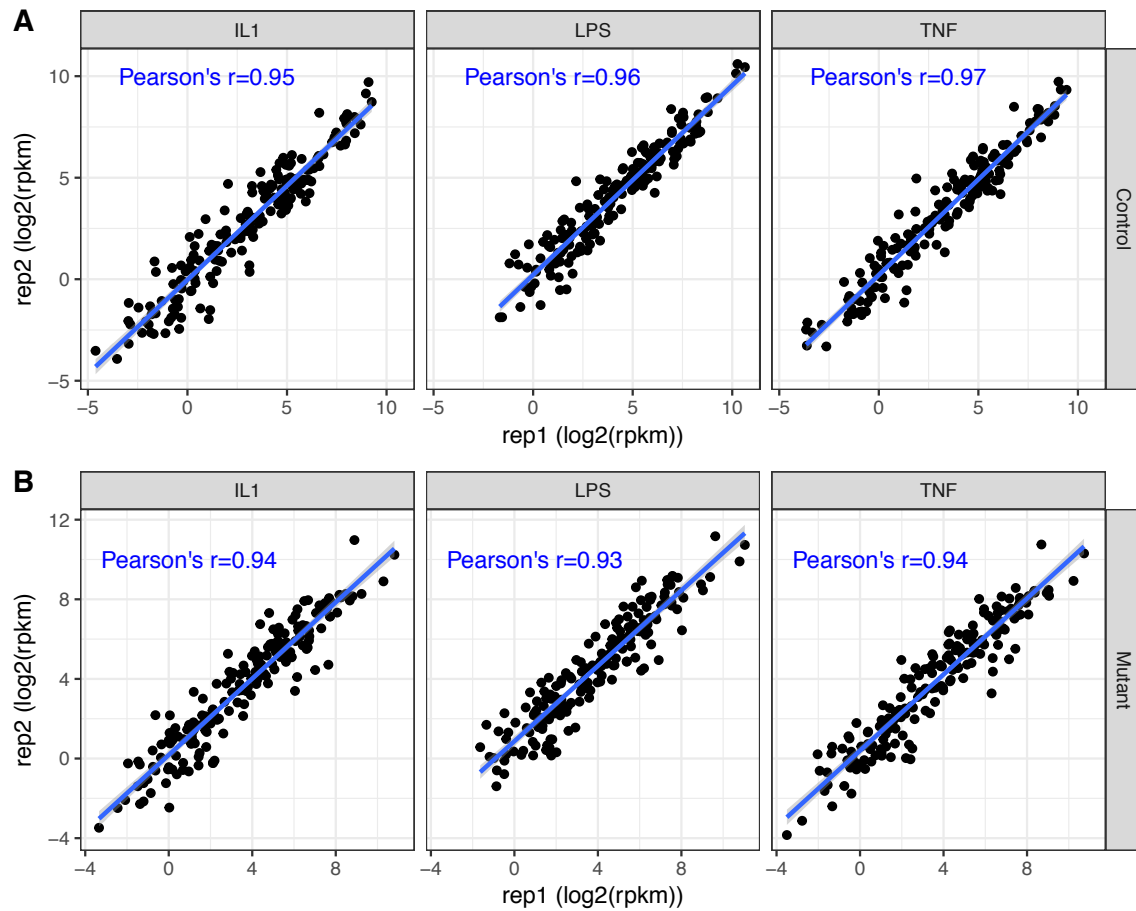 A
IL1
LPS
TNF
Pearson's r=0.95
Pearson's r=0.96
Pearson's r=0.97
10
5
0
−5
rep2 (log2(rpkm))
Control
−5 0 5 10
−5 0 5 10
−5 0 5 10
rep1 (log2(rpkm))
B
IL1
LPS
TNF
Pearson's r=0.94
Pearson's r=0.93
Pearson's r=0.94
12
8
4
0
−4
rep2 (log2(rpkm))
Mutant
−4 0 4 8
−4 0 4 8
−4 0 4 8
rep1 (log2(rpkm))